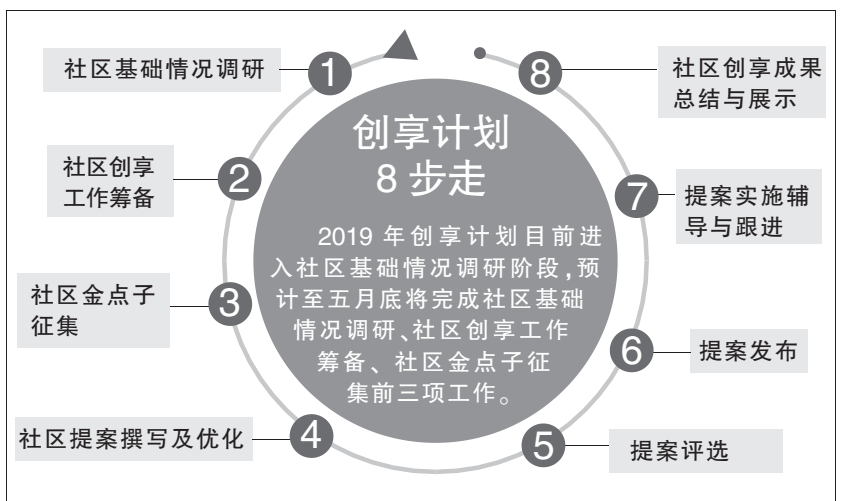 创享计划
8 步走
2019 年创享计划目前进
入社区基础情况调研阶段,预
计至五月底将完成社区基础
情况调研、社区创享工作
筹备、社区金点子征
集前三项工作。
1
社区基础情况调研
2
社区创享
工作筹备
3
社区金点子
征集
4
社区提案撰写及优化
5
提案评选
6
提案发布
7
提案实施辅
导与跟进
8
社区创享成果
总结与展示